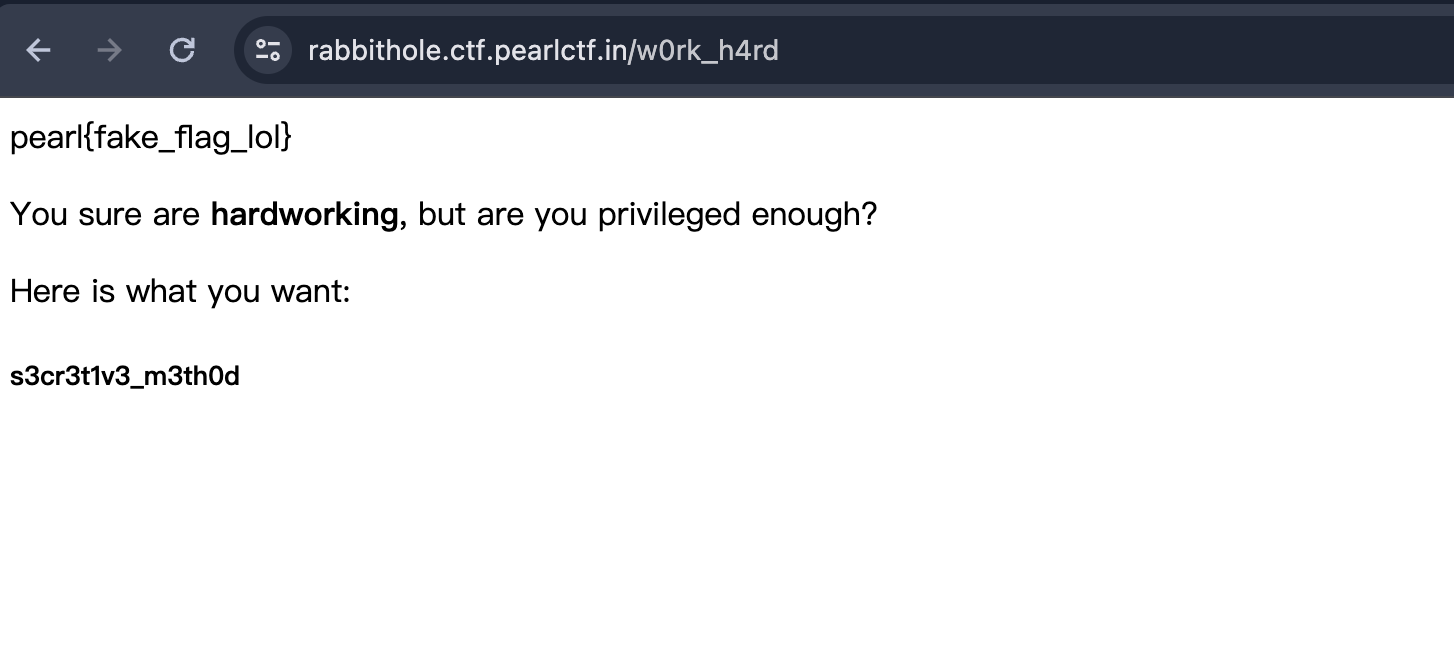 rabbithole.ctf.pearlctf.in/w0rk_h4rd
pearl{fake_flag_lol}
You sure are hardworking, but are you privileged enough?
Here is what you want:
s3cr3t1v3_m3th0d